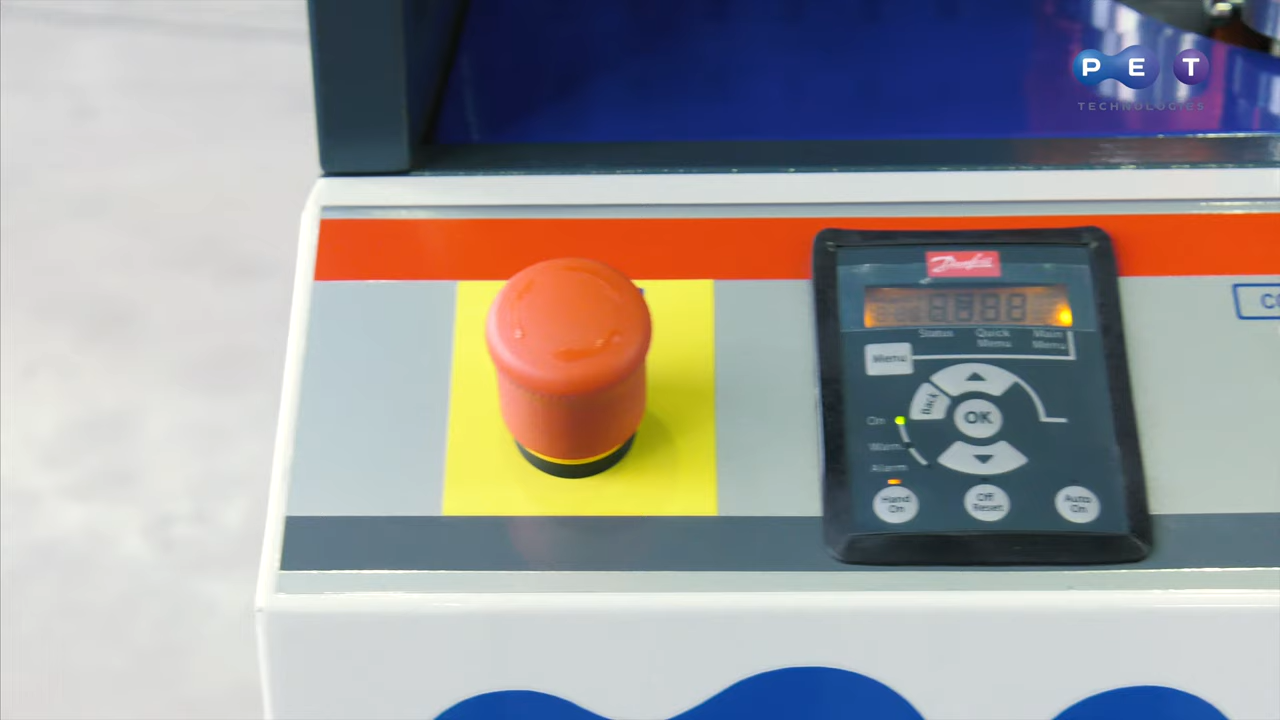 PET
TECHNOLOGIES
Danfoss
Status
Quick
Menu
Main
Menu
Menu
Back
OK
On
Warn.
Alarm
Hand
On
Off
Reset
Auto
On